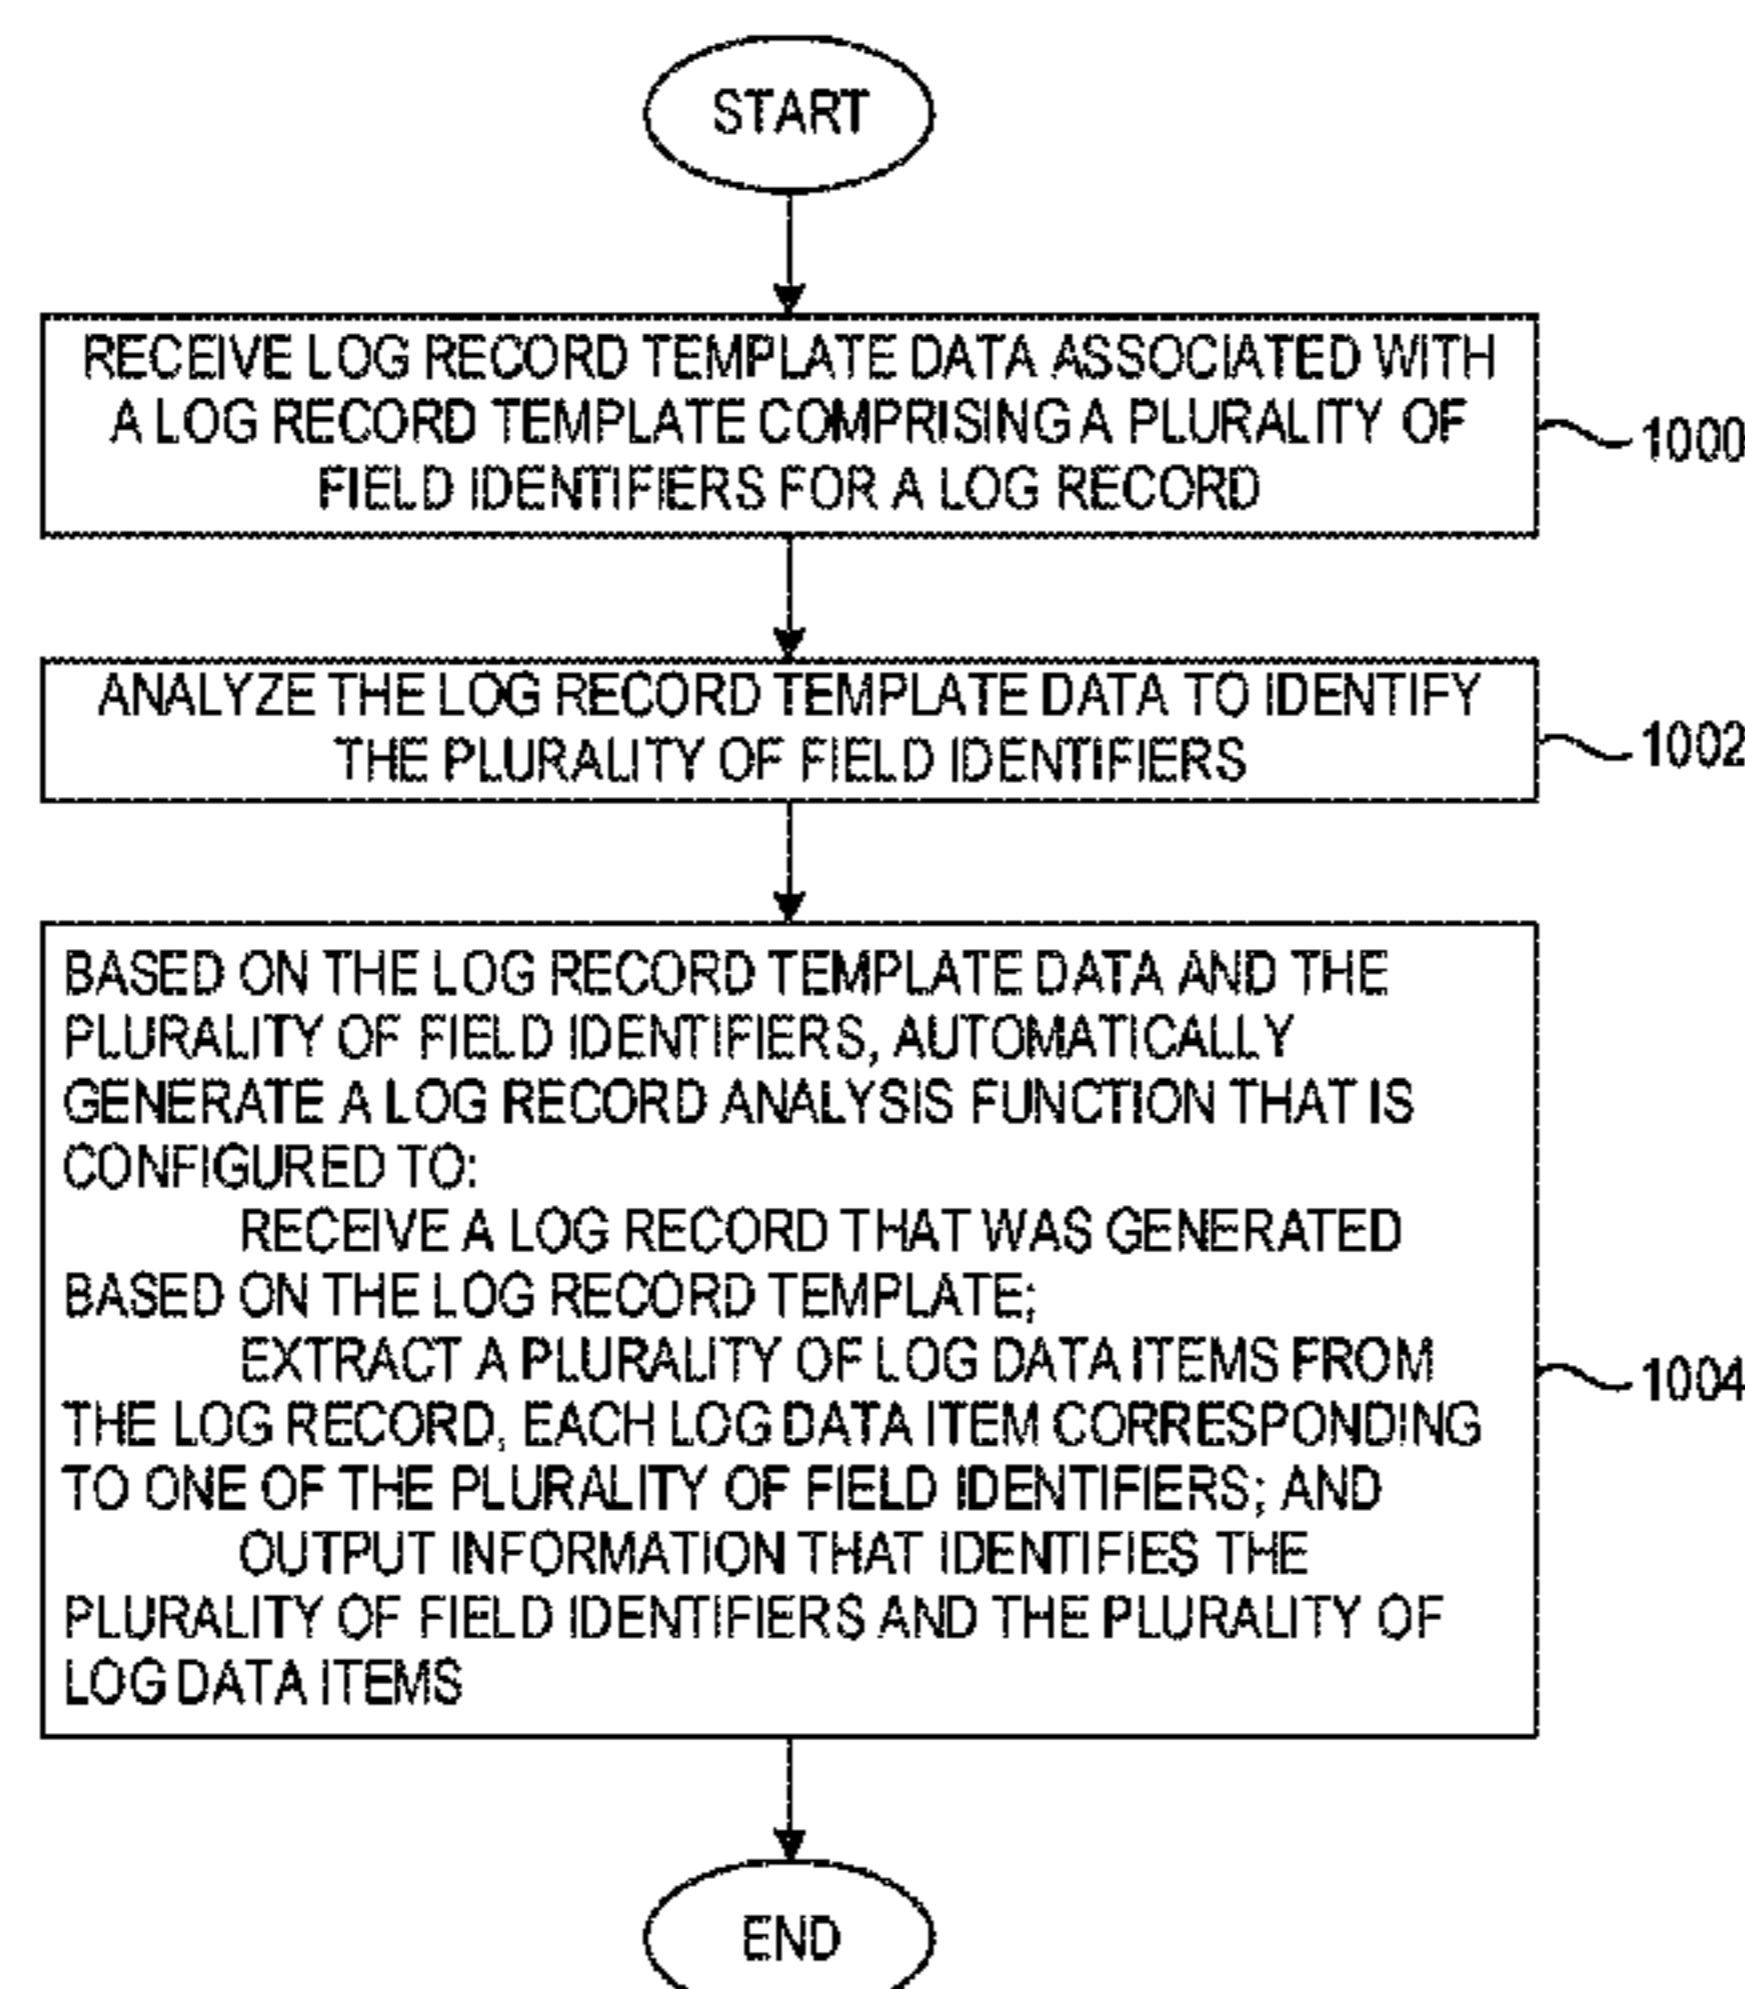 START
RECEIVE LOG RECORD TEMPLATE DATA ASSOCIATED WITH
A LOG RECORD TEMPLATE COMPRISING A PLURALITY OF
FIELD IDENTIFIERS FOR A LOG RECORD
1000
ANALYZE THE LOG RECORD TEMPLATE DATA TO IDENTIFY
THE PLURALITY OF FIELD IDENTIFIERS
1002
BASED ON THE LOG RECORD TEMPLATE DATA AND THE
PLURALITY OF FIELD IDENTIFIERS, AUTOMATICALLY
GENERATE A LOG RECORD ANALYSIS FUNCTION THAT IS
CONFIGURED TO:
RECEIVE A LOG RECORD THAT WAS GENERATED
BASED ON THE LOG RECORD TEMPLATE;
EXTRACT A PLURALITY OF LOG DATA ITEMS FROM
THE LOG RECORD, EACH LOG DATA ITEM CORRESPONDING
TO ONE OF THE PLURALITY OF FIELD IDENTIFIERS; AND
OUTPUT INFORMATION THAT IDENTIFIES THE
PLURALITY OF FIELD IDENTIFIERS AND THE PLURALITY OF
LOG DATA ITEMS
1004
END